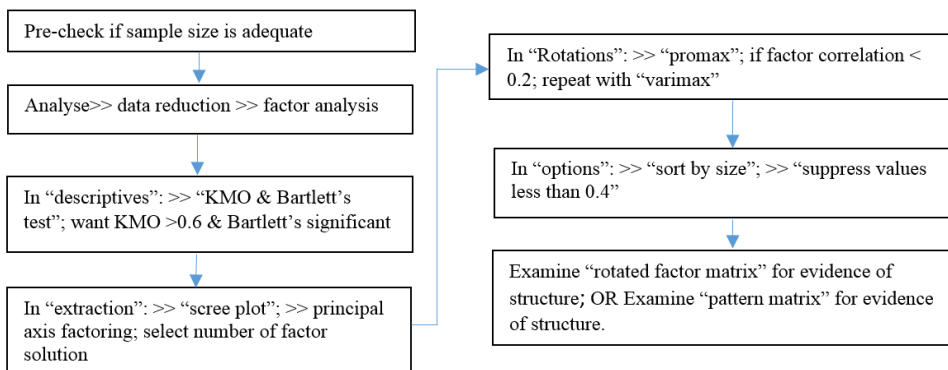 Pre-check if sample size is adequate
Analyse>> data reduction >> factor analysis
In “descriptives”: >> “KMO & Bartlett’s
test”; want KMO >0.6 & Bartlett’s significant
In “extraction”: >> “scree plot”; >> principal
axis factoring; select number of factor
solution
In “Rotations”: >> “promax”; if factor correlation <
0.2; repeat with “varimax”
In “options”: >> “sort by size”; >> “suppress values
less than 0.4”
Examine “rotated factor matrix” for evidence of
structure; OR Examine “pattern matrix” for evidence
of structure.